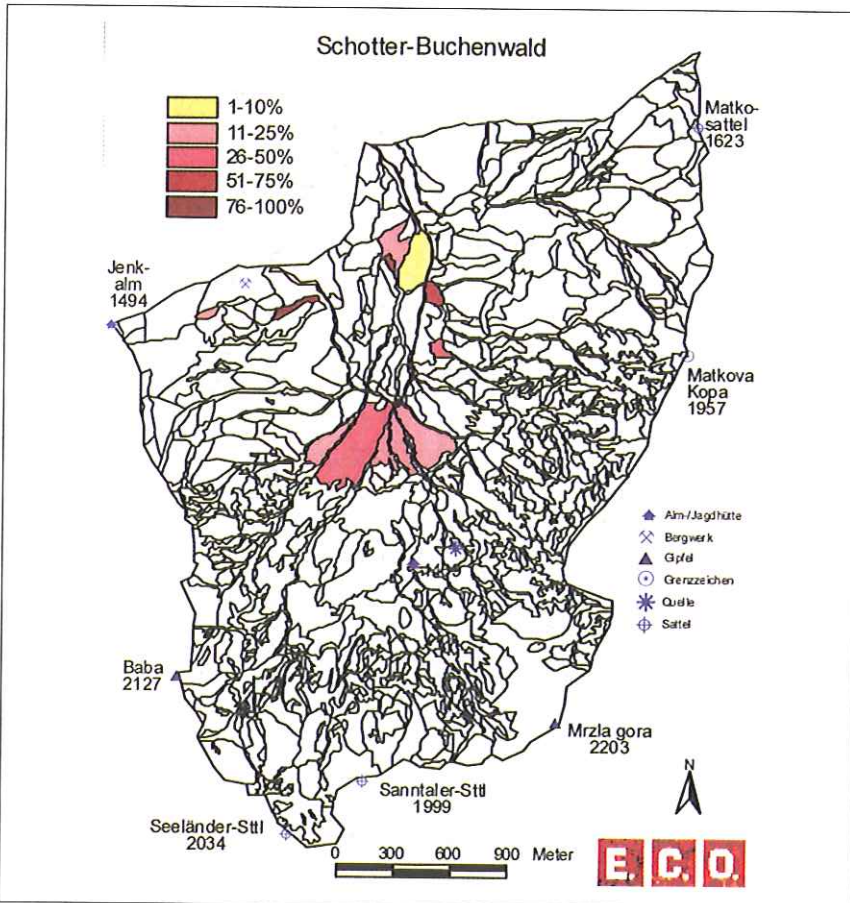 Schotter-Buchenwald
1-10%
11-25%
26-50%
51-75%
76-100%
Matko-
sattel
1623
Jenk-
alm
1494
Matkova
Kopa
1957
Alm-/Jagdhütte
Bergwerk
Gipfel
Grenzzeichen
Quelle
Sattel
Baba
2127
Mrzla gora
2203
Sanntaler-Sttl
1999
Seeländer-Sttl
2034
N
0 300 600 900 Meter
E. C. O.